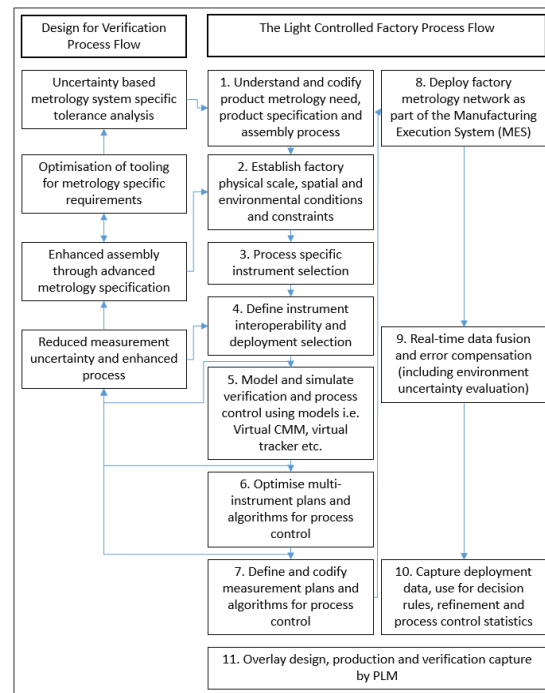 Design for Verification
Process Flow
The Light Controlled Factory Process Flow
Uncertainty based
metrology system specific
tolerance analysis
Optimisation of tooling
for metrology specific
requirements
Enhanced assembly
through advanced
metrology specification
Reduced measurement
uncertainty and enhanced
process
1. Understand and codify
product metrology need,
product specification and
assembly process
2. Establish factory
physical scale, spatial and
environmental conditions
and constraints
3. Process specific
instrument selection
4. Define instrument
interoperability and
deployment selection
5. Model and simulate
verification and process
control using models i.e.
Virtual CMM, virtual
tracker etc.
6. Optimise multi-
instrument plans and
algorithms for process
control
7. Define and codify
measurement plans and
algorithms for process
control
8. Deploy factory
metrology network as
part of the Manufacturing
Execution System (MES)
9. Real-time data fusion
and error compensation
(including environment
uncertainty evaluation)
10. Capture deployment
data, use for decision
rules, refinement and
process control statistics
11. Overlay design, production and verification capture
by PLM